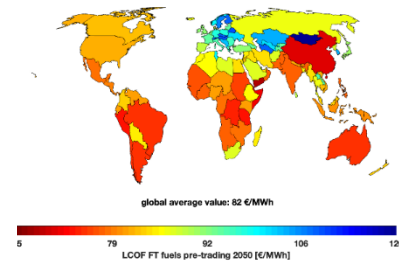 global average value: 82 €/MWh
5 79 92 106 12
LCOF FT fuels pre-trading 2050 [€/MWh]